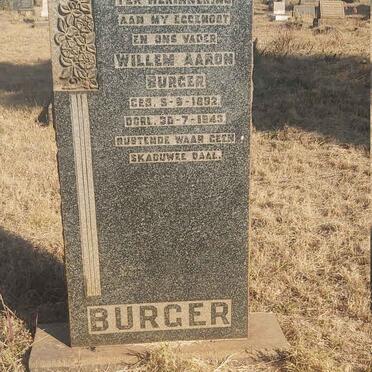 TER HERINNERING
AAN MY EGGENOOT
EN ONS VADER
WILLEM AARON
BURGER
GEB. 5-9-1892
OORL. 30-7-1943
RUSTENDE WAAR GEEN
SKADUWEE DAAL.
BURGER